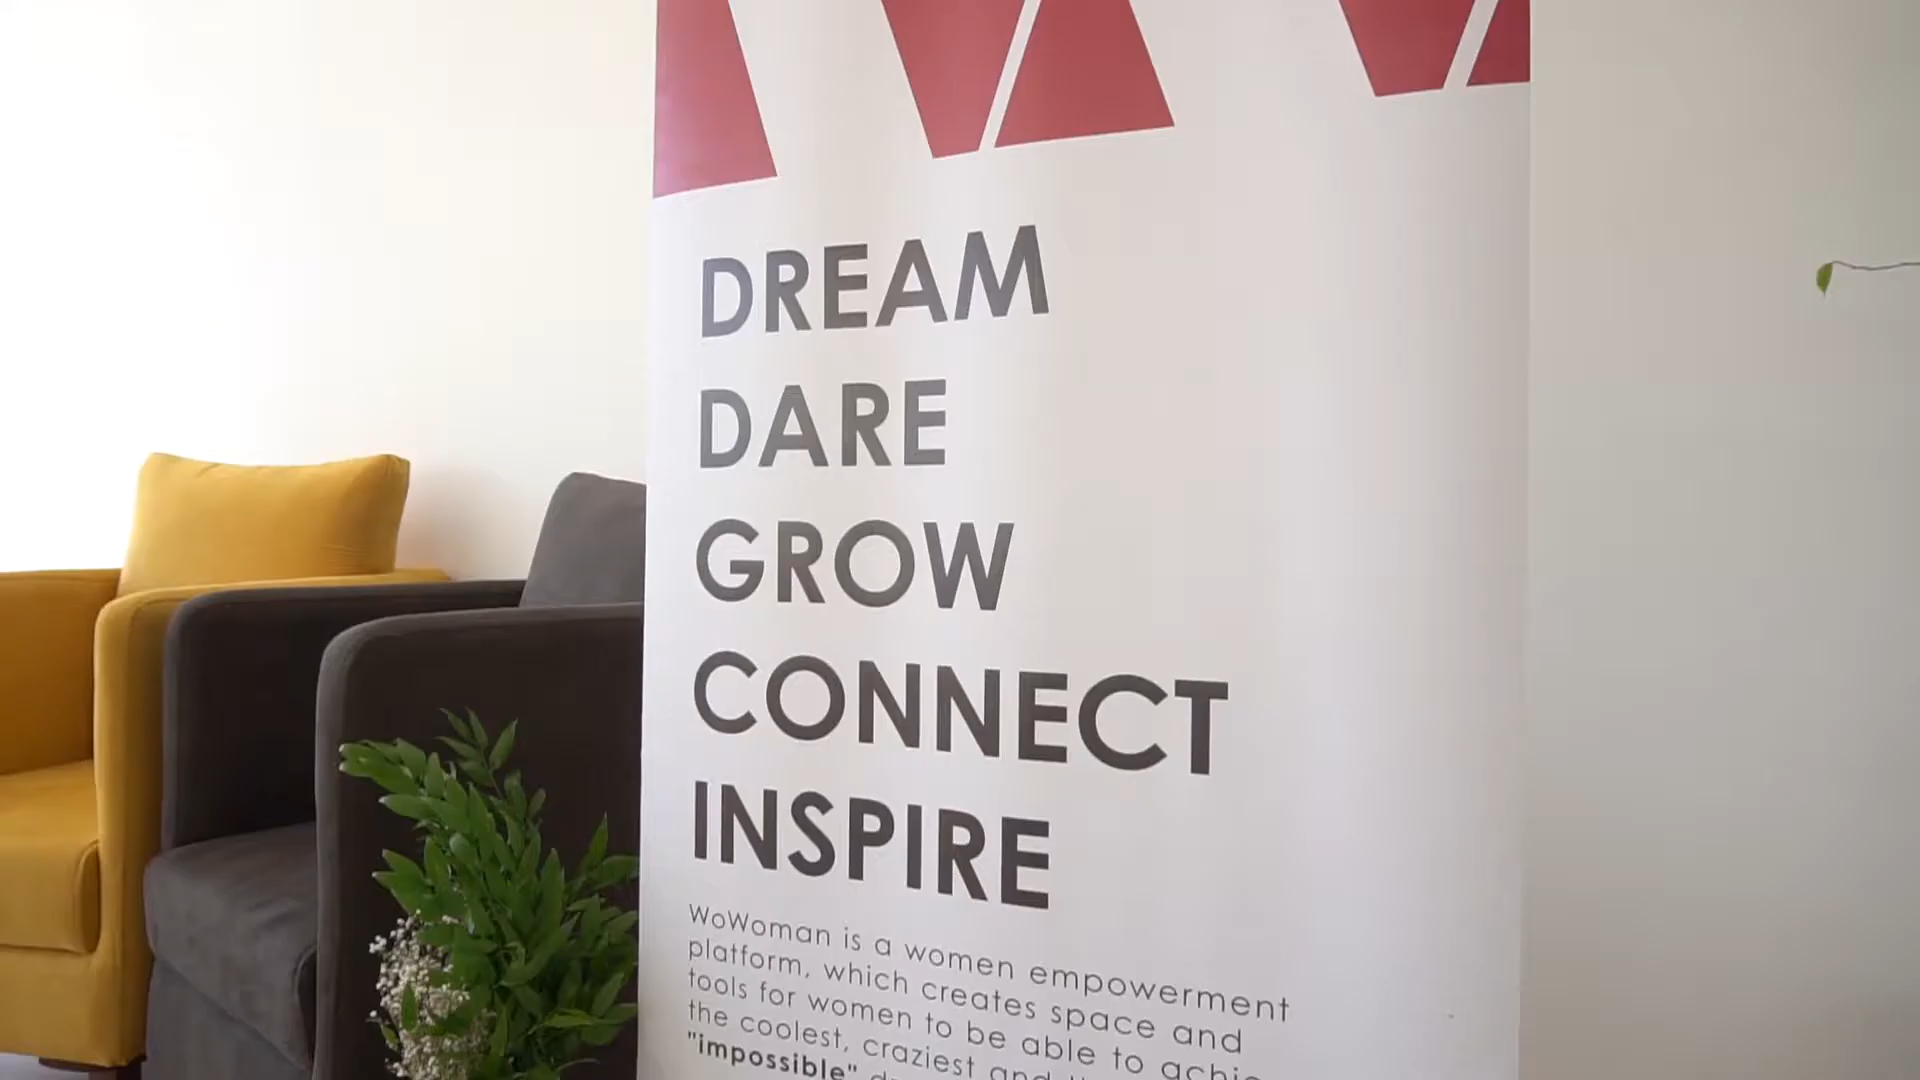 DREAM
DARE
GROW
CONNECT
INSPIRE
WoWoman is a women empowerment
platform, which creates space and
tools for women to be able to
the coolest, craziest and
"impossible"